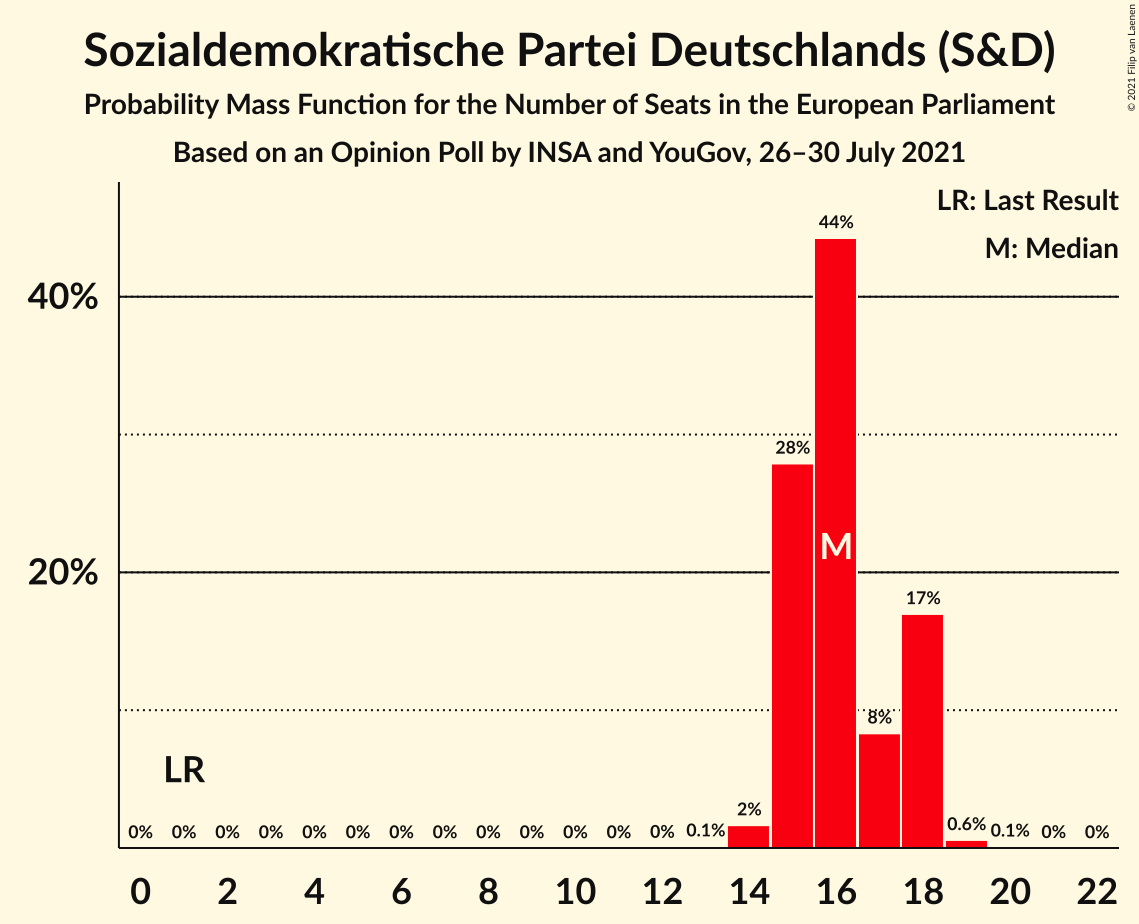 Sozialdemokratische Partei Deutschlands (S&D)
Probability Mass Function for the Number of Seats in the European Parliament
Based on an Opinion Poll by INSA and YouGov, 26–30 July 2021
© 2021 Filip van Laenen
LR: Last Result
M: Median
44%
40%
28%
M
20%
17%
8%
LR
2%
0% 0% 0% 0% 0% 0% 0% 0% 0% 0% 0% 0% 0% 0.1% 0.6% 0.1% 0% 0%
0 2 4 6 8 10 12 14 16 18 20 22